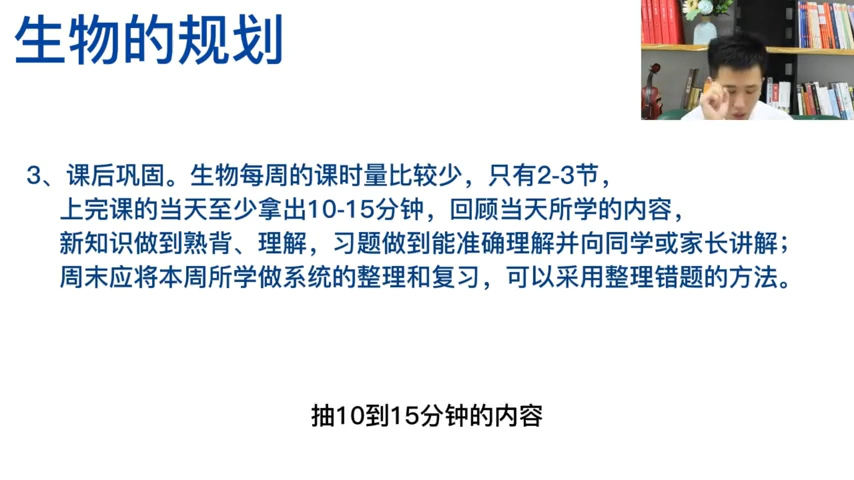 生物的规划
3、课后巩固。生物每周的课时量比较少，只有2-3节，
上完课的当天至少拿出10-15分钟，回顾当天所学的内容，
新知识做到熟背、理解，习题做到能准确理解并向同学或家长讲解；
周末应将本周所学做系统的整理和复习，可以采用整理错题的方法。
抽10到15分钟的内容